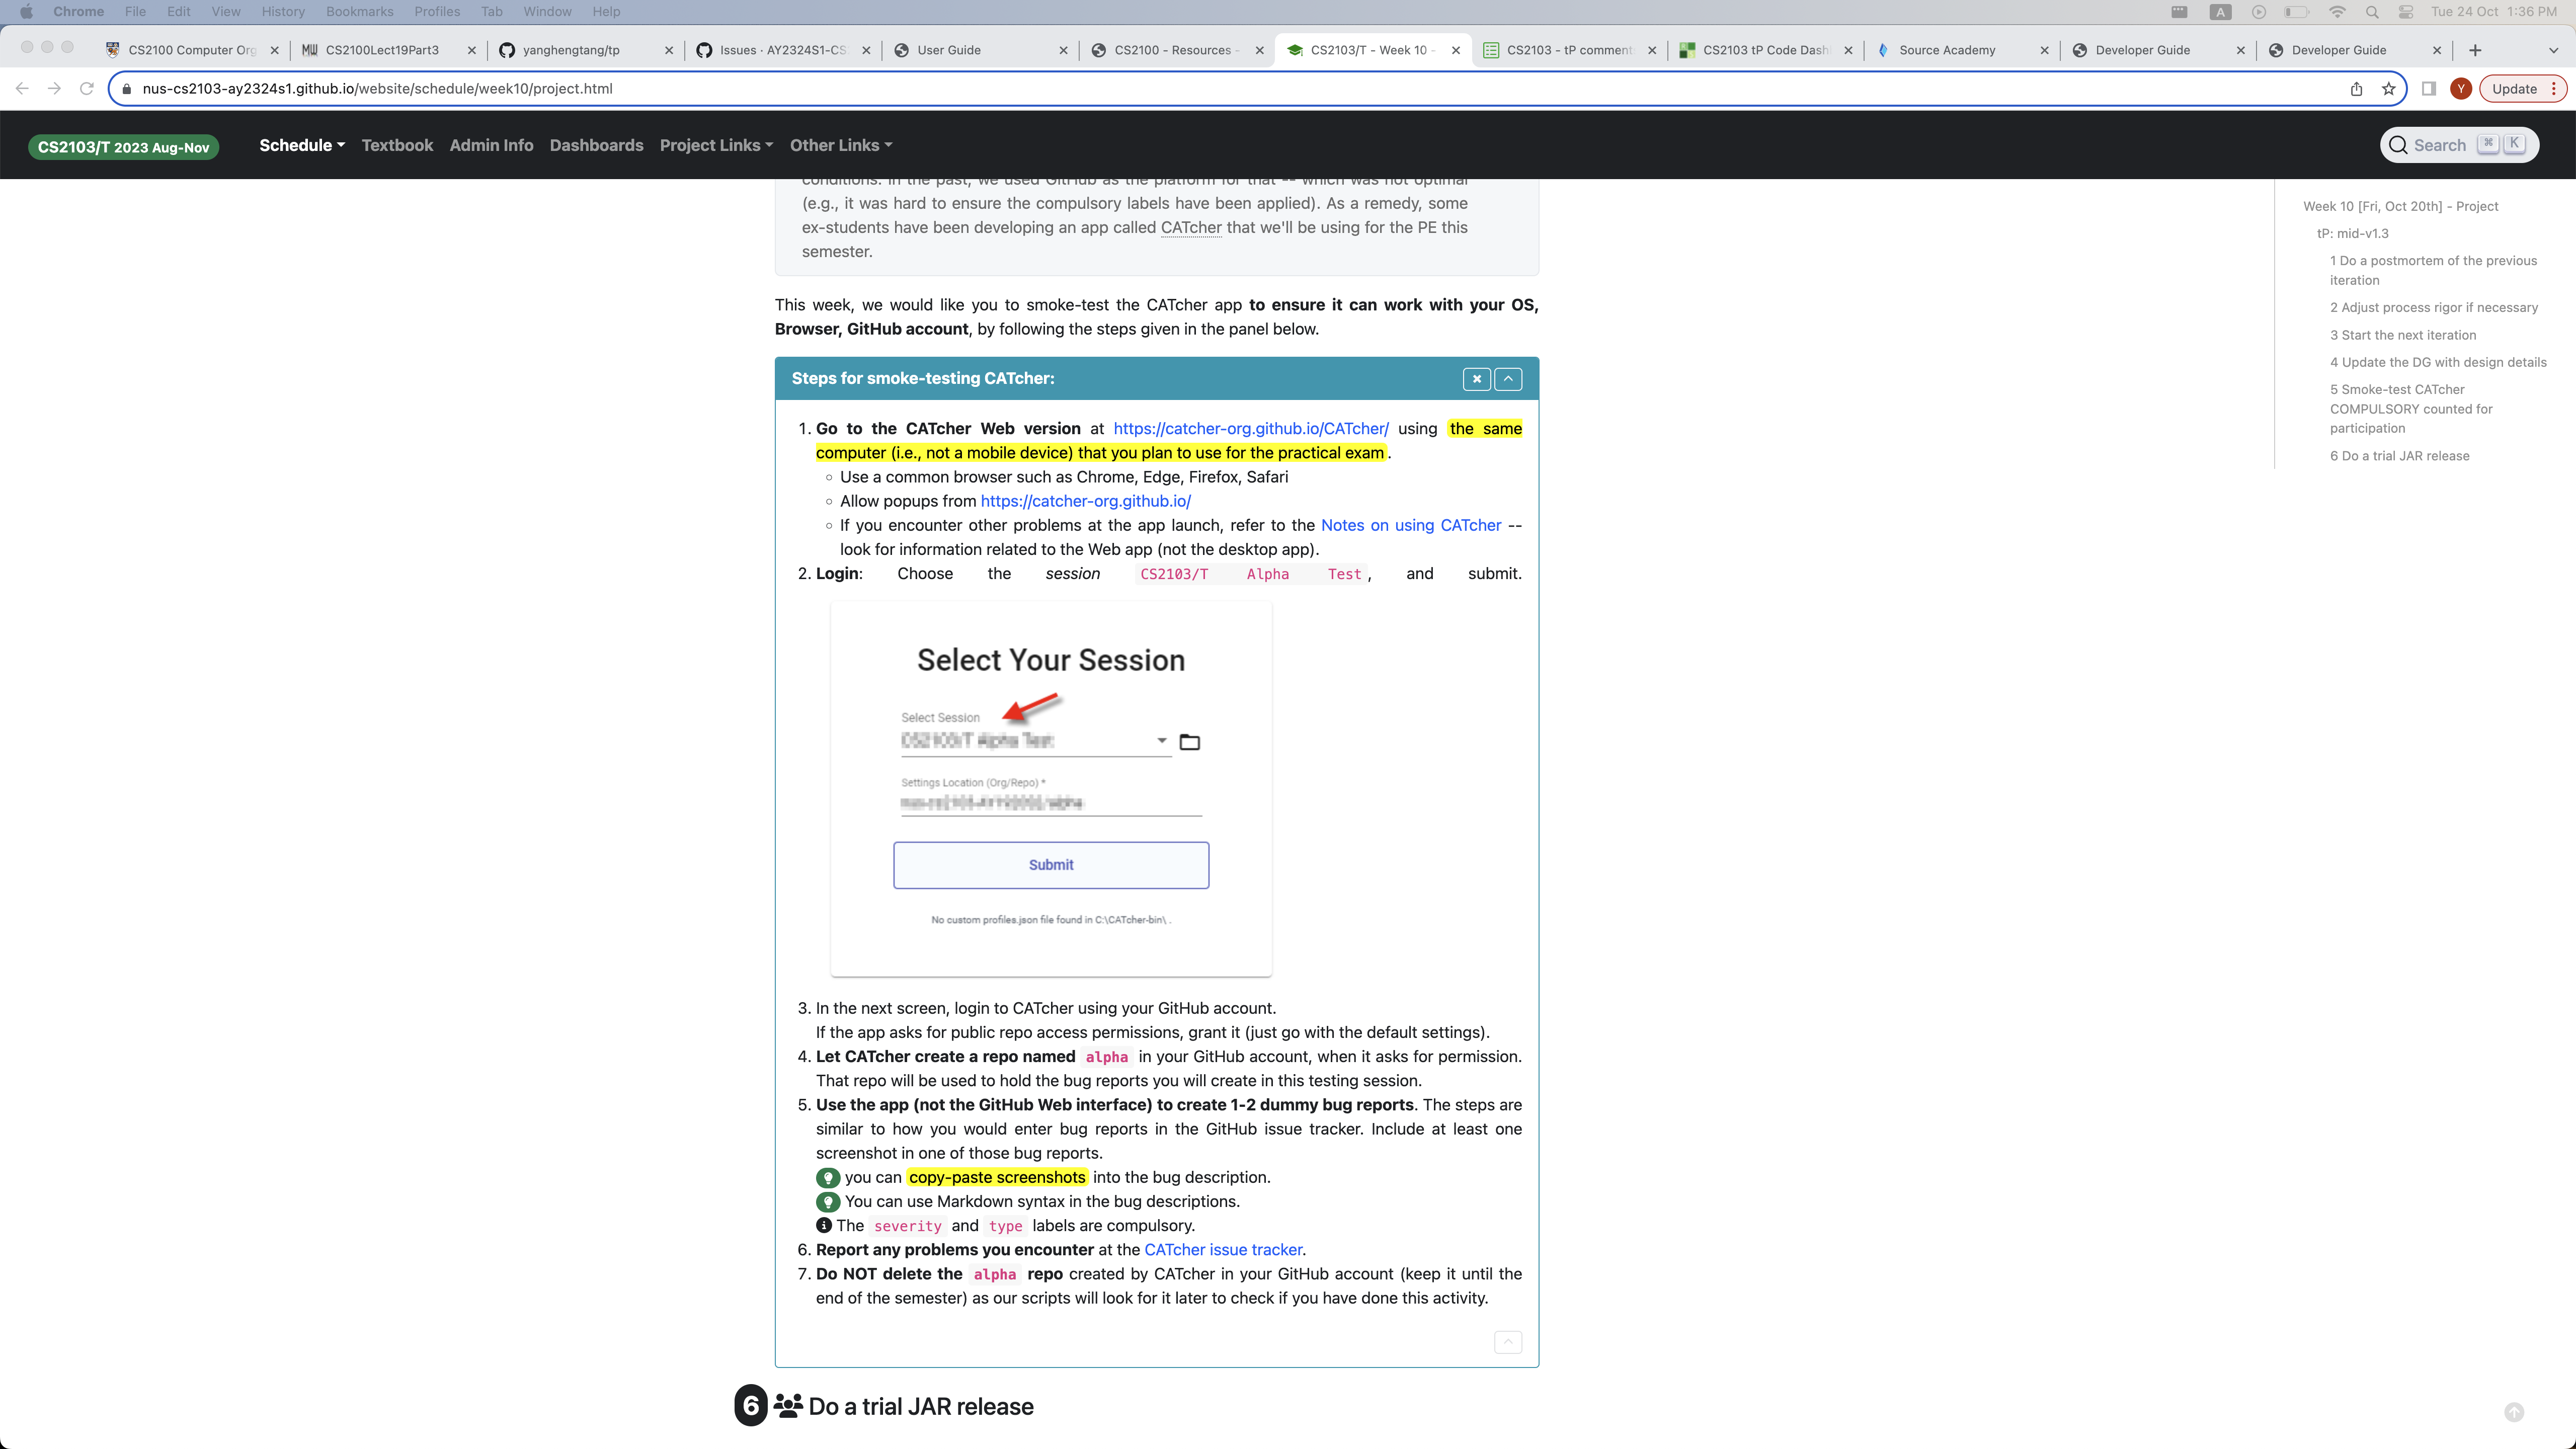 Chrome File Edit View History Bookmarks Profiles Tab Window Help A Tue 24 Oct 1:36 PM
CS2100 Computer Org MW CS2100Lect19Part3 yanghengtang/tp Issues · AY2324S1-CS User Guide CS2100 - Resources - CS2103/T - Week 10 - CS2103 - tP comment CS2103 tP Code Dash Source Academy Developer Guide Developer Guide
nus-cs2103-ay2324s1.github.io/website/schedule/week10/project.html Y Update
CS2103/T 2023 Aug-Nov Schedule Textbook Admin Info Dashboards Project Links Other Links Search ⌘ K
conditions. In the past, we used GitHub as the platform for that -- which was not optimal
(e.g., it was hard to ensure the compulsory labels have been applied). As a remedy, some
ex-students have been developing an app called CATcher that we'll be using for the PE this
semester.
This week, we would like you to smoke-test the CATcher app to ensure it can work with your OS,
Browser, GitHub account, by following the steps given in the panel below.
Steps for smoke-testing CATcher:
1. Go to the CATcher Web version at https://catcher-org.github.io/CATcher/ using the same
computer (i.e., not a mobile device) that you plan to use for the practical exam.
Use a common browser such as Chrome, Edge, Firefox, Safari
Allow popups from https://catcher-org.github.io/
If you encounter other problems at the app launch, refer to the Notes on using CATcher --
look for information related to the Web app (not the desktop app).
2. Login: Choose the session CS2103/T Alpha Test, and submit.
Select Your Session
Select Session
CS2103/T Alpha Test
Settings Location (Org/Repo) *
Submit
No custom profiles.json file found in C:\CATcher-bin\ .
3. In the next screen, login to CATcher using your GitHub account.
If the app asks for public repo access permissions, grant it (just go with the default settings).
4. Let CATcher create a repo named alpha in your GitHub account, when it asks for permission.
That repo will be used to hold the bug reports you will create in this testing session.
5. Use the app (not the GitHub Web interface) to create 1-2 dummy bug reports. The steps are
similar to how you would enter bug reports in the GitHub issue tracker. Include at least one
screenshot in one of those bug reports.
you can copy-paste screenshots into the bug description.
You can use Markdown syntax in the bug descriptions.
The severity and type labels are compulsory.
6. Report any problems you encounter at the CATcher issue tracker.
7. Do NOT delete the alpha repo created by CATcher in your GitHub account (keep it until the
end of the semester) as our scripts will look for it later to check if you have done this activity.
6 Do a trial JAR release
Week 10 [Fri, Oct 20th] - Project
tP: mid-v1.3
1 Do a postmortem of the previous
iteration
2 Adjust process rigor if necessary
3 Start the next iteration
4 Update the DG with design details
5 Smoke-test CATcher
COMPULSORY counted for
participation
6 Do a trial JAR release